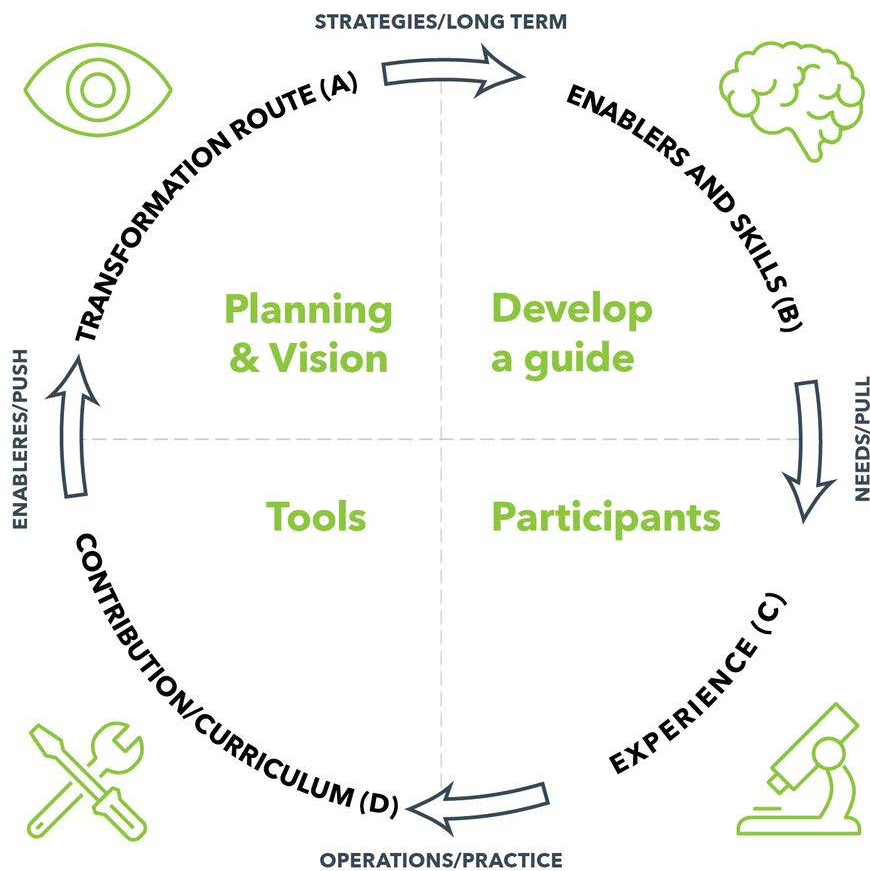 STRATEGIES/LONG TERM
TRANSFORMATION ROUTE (A)
ENABLERS AND SKILLS (B)
Planning
& Vision
Develop
a guide
ENABLERES/PUSH
NEEDS/PULL
Tools
Participants
CONTRIBUTION/CURRICULUM (D)
EXPERIENCE (C)
OPERATIONS/PRACTICE